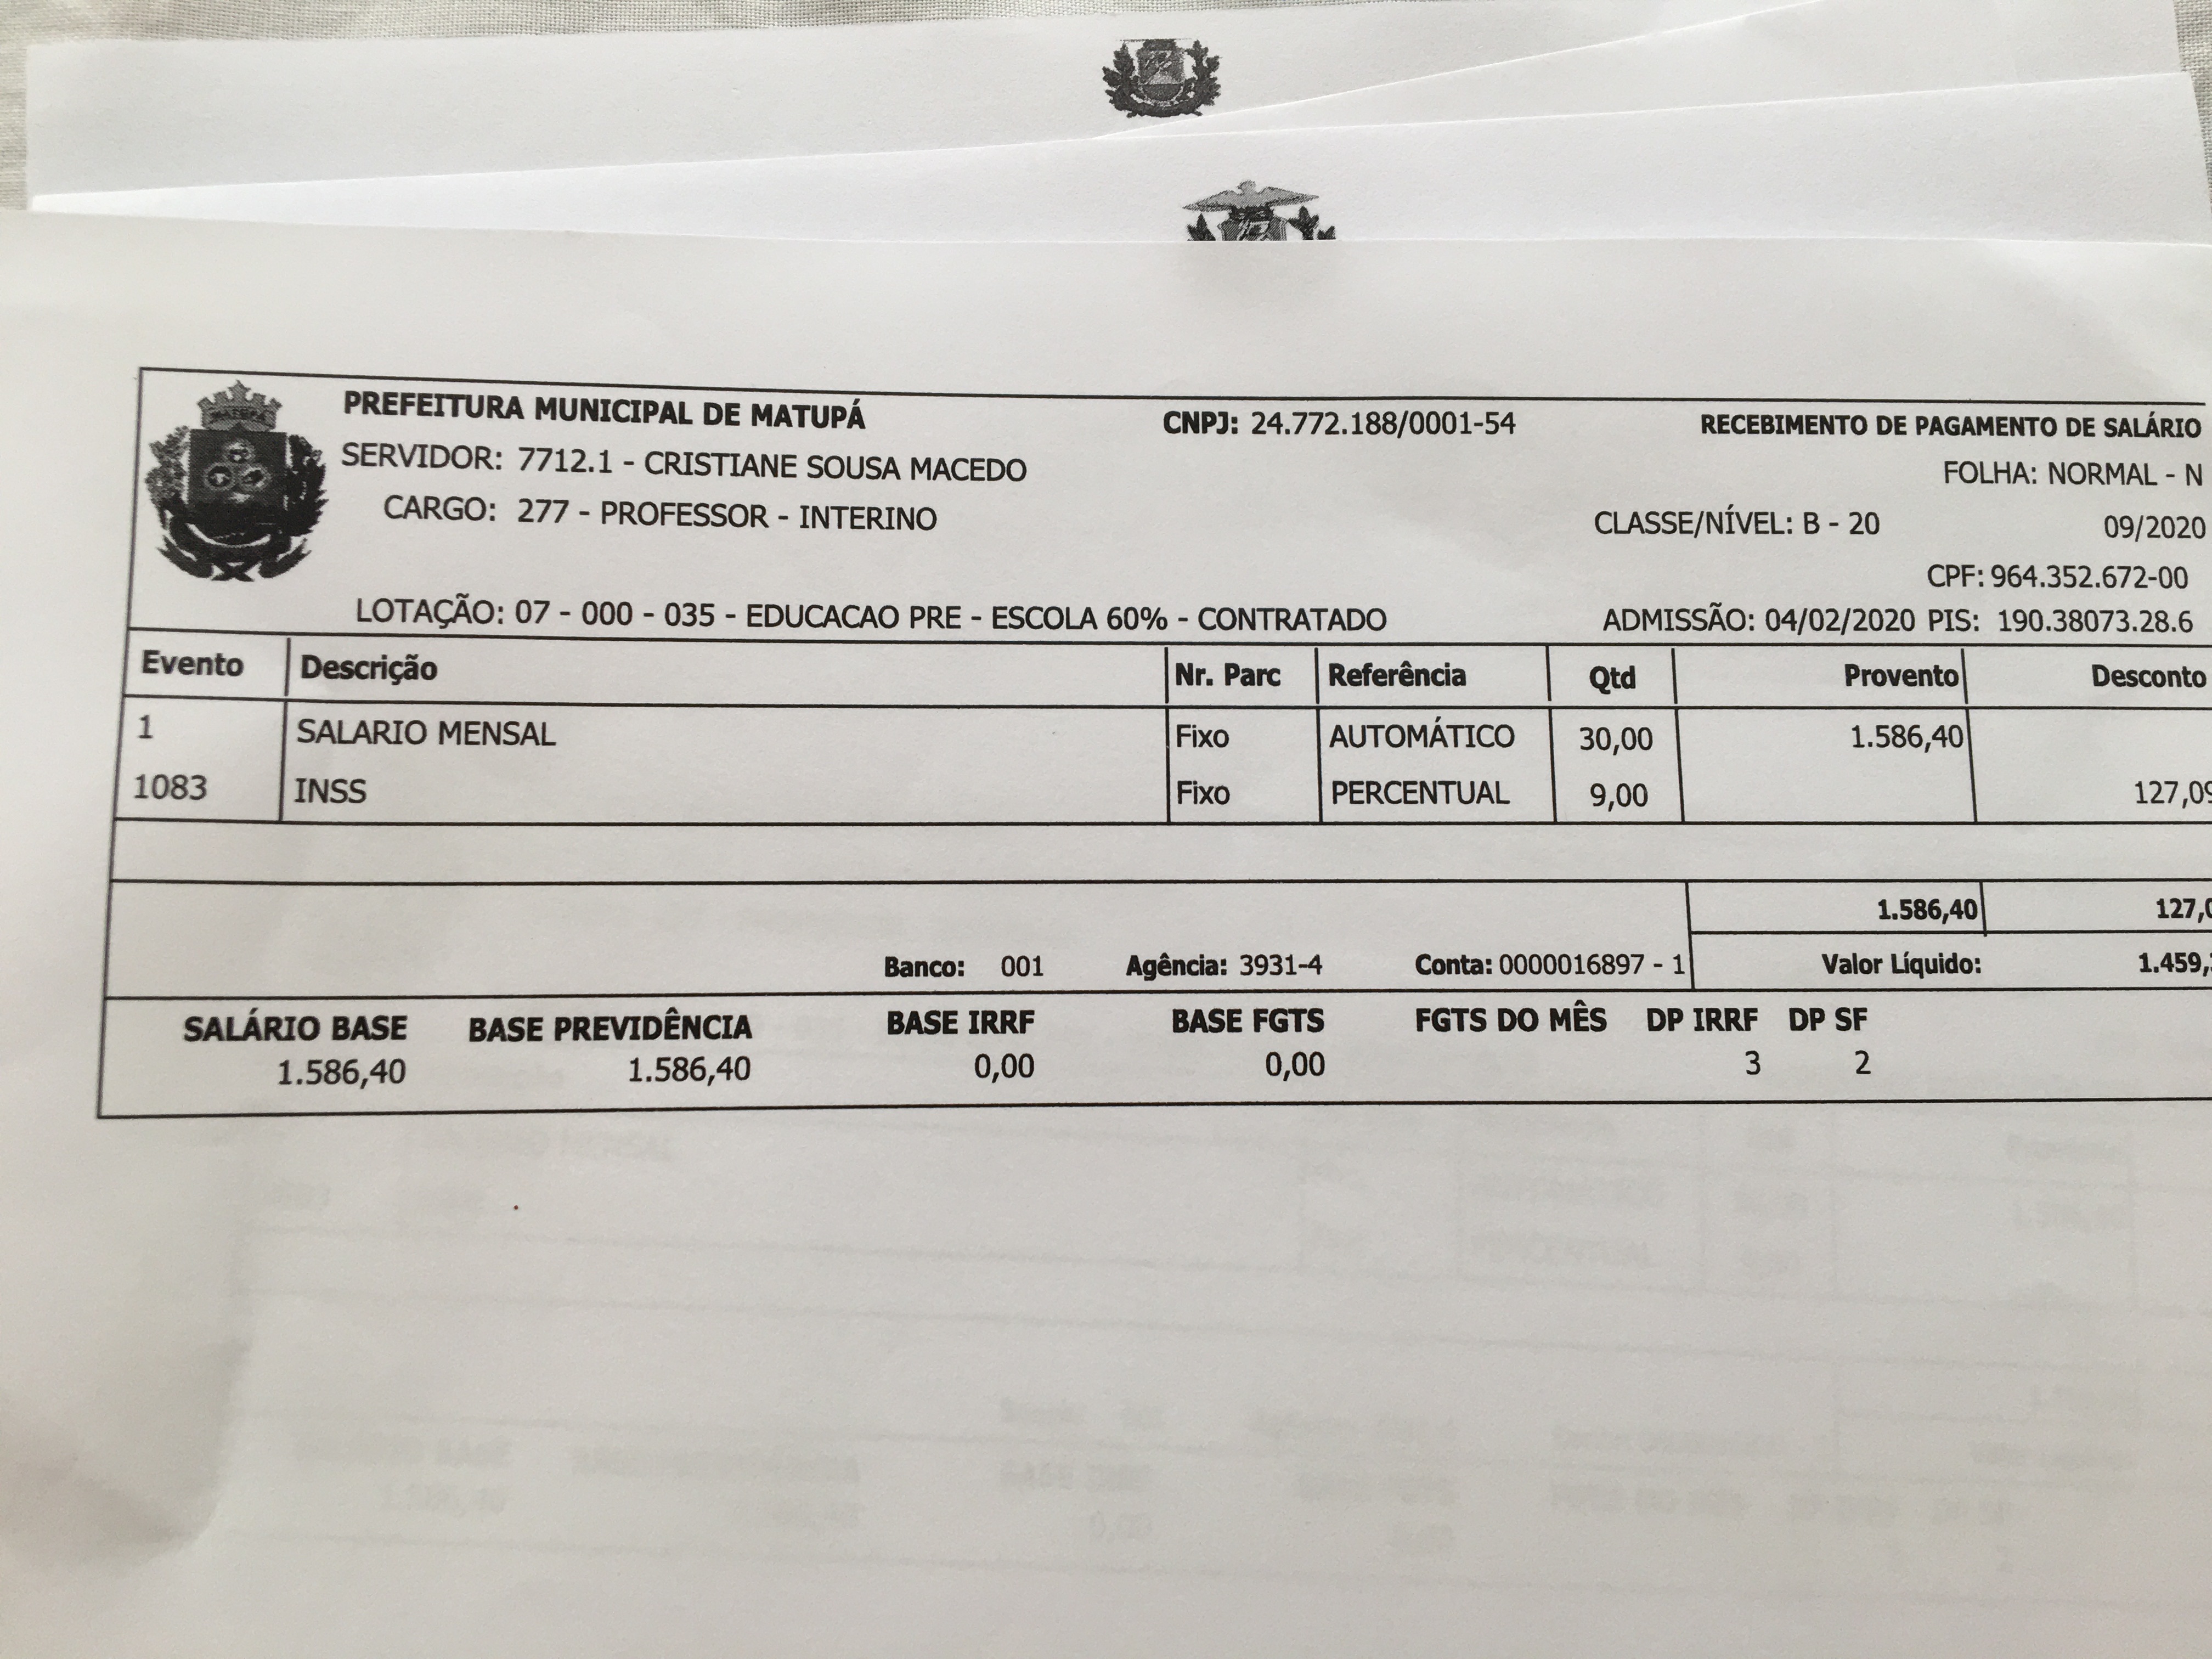 PREFEITURA MUNICIPAL DE MATUPÁ CNPJ: 24.772.188/0001-54 RECEBIMENTO DE PAGAMENTO DE SALÁRIO
SERVIDOR: 7712.1 - CRISTIANE SOUSA MACEDO FOLHA: NORMAL - N
CARGO: 277 - PROFESSOR - INTERINO CLASSE/NÍVEL: B - 20 09/2020
CPF: 964.352.672-00
LOTAÇÃO: 07 - 000 - 035 - EDUCACAO PRE - ESCOLA 60% - CONTRATADO ADMISSÃO: 04/02/2020 PIS: 190.38073.28.6
Evento Descrição Nr. Parc Referência Qtd Provento Desconto
1 SALARIO MENSAL Fixo AUTOMÁTICO 30,00 1.586,40
1083 INSS Fixo PERCENTUAL 9,00 127,09
1.586,40 127,0
Banco: 001 Agência: 3931-4 Conta: 0000016897 - 1 Valor Líquido: 1.459,
SALÁRIO BASE BASE PREVIDÊNCIA BASE IRRF BASE FGTS FGTS DO MÊS DP IRRF DP SF
1.586,40 1.586,40 0,00 0,00 3 2